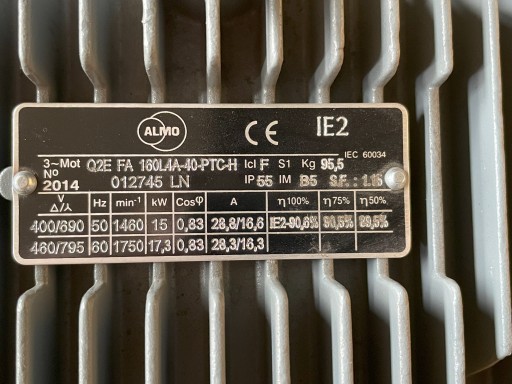 ALMO CE IE2
IEC 60034
3~Mot Q2E FA 160L4A-40-PTC-H Icl F S1 Kg 95,5
Nº 2014 012745 LN IP 55 IM B5 S.F. : 1.15
V Δ/⅄ Hz min-¹ kW Cosφ A η100% η75% η50%
400/690 50 1460 15 0,83 28,8/16,6 IE2-90,6% 90,5% 89,5%
460/795 60 1750 17,3 0,83 28,3/16,3